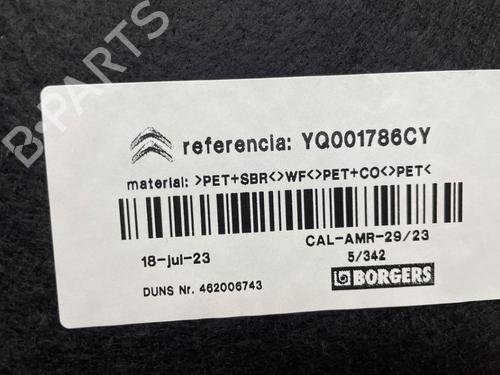 B-PARTS
referencia: YQ001786CY
material: >PET+SBR<>WF<>PET+CO<>PET<
18-jul-23
CAL-AMR-29/23
5/342
DUNS Nr. 462006743
BORGERS